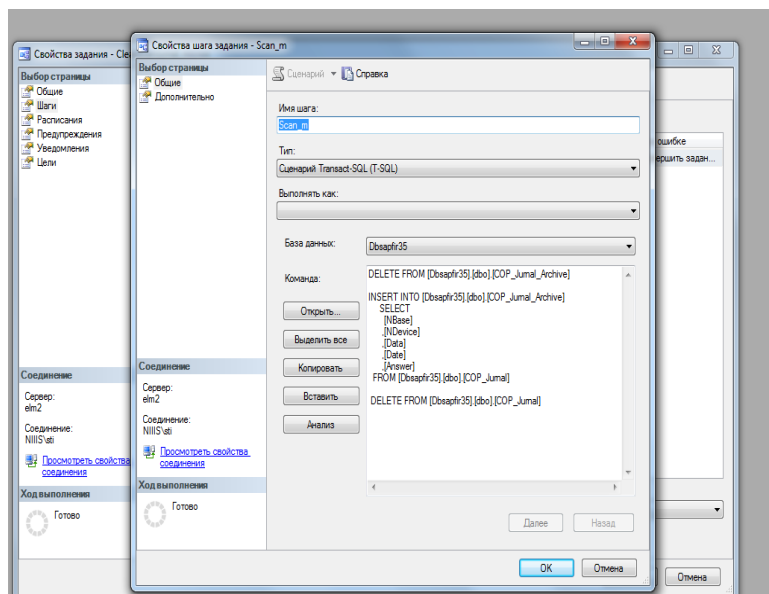 Свойства задания - Cle
Выбор страницы
Общие
Шаги
Расписания
Предупреждения
Уведомления
Цели
Соединение
Сервер:
elm2
Соединение:
NIIIS\sti
Просмотреть свойства
соединения
Ход выполнения
Готово
Свойства шага задания - Scan_m
Выбор страницы
Общие
Дополнительно
Соединение
Сервер:
elm2
Соединение:
NIIIS\sti
Просмотреть свойства
соединения
Ход выполнения
Готово
Сценарий Справка
Имя шага:
Scan_m
Тип:
Сценарий Transact-SQL (T-SQL)
Выполнять как:
База данных: Dbsapfir35
Команда:
Открыть...
Выделить все
Копировать
Вставить
Анализ
DELETE FROM [Dbsapfir35].[dbo].[COP_Jurnal_Archive]
INSERT INTO [Dbsapfir35].[dbo].[COP_Jurnal_Archive]
SELECT
[NBase]
,[NDevice]
,[Data]
,[Date]
,[Answer]
FROM [Dbsapfir35].[dbo].[COP_Jurnal]
DELETE FROM [Dbsapfir35].[dbo].[COP_Jurnal]
Далее Назад
OK Отмена
ошибке
ершить задан...
Отмена